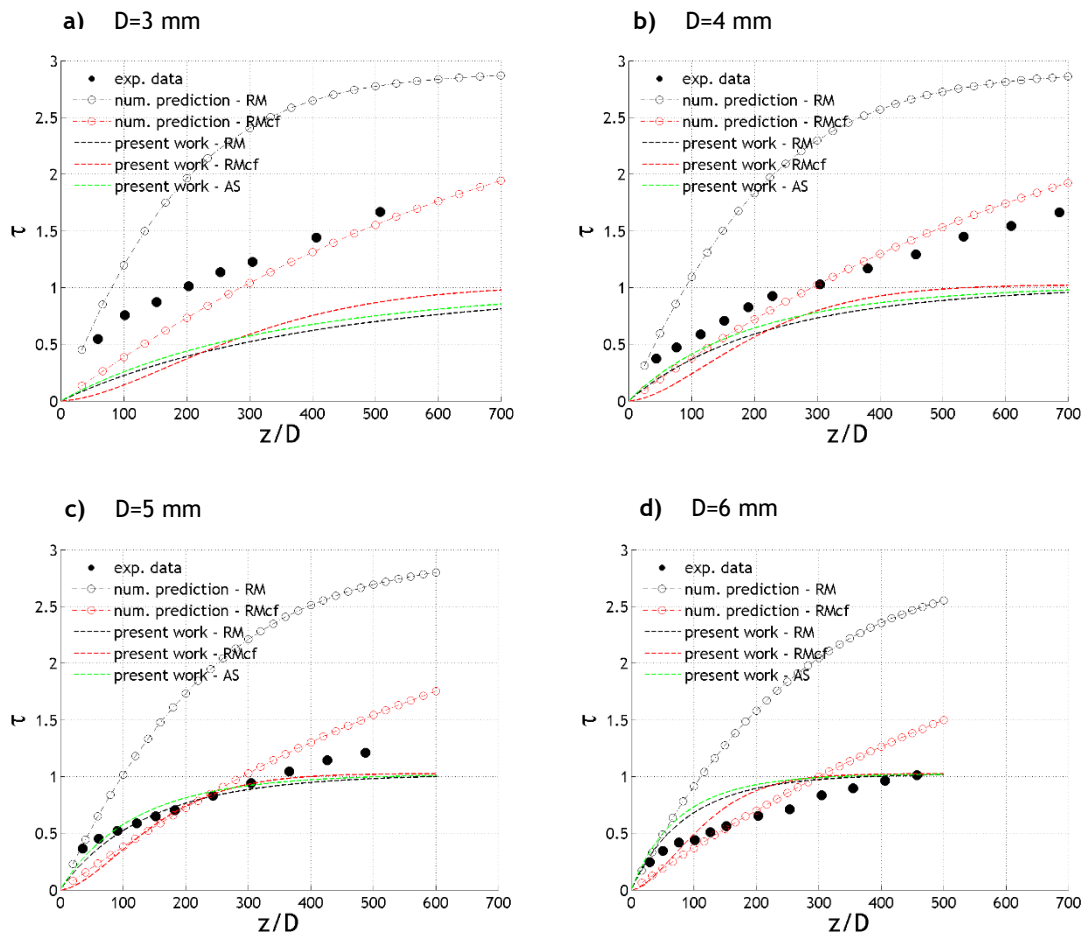 a) D=3 mm
3
2.5
2
1.5
1
0.5
0
τ
exp. data
num. prediction - RM
num. prediction - RMcf
present work - RM
present work - RMcf
present work - AS
0 100 200 300 400 500 600 700
z/D
b) D=4 mm
3
2.5
2
1.5
1
0.5
0
τ
exp. data
num. prediction - RM
num. prediction - RMcf
present work - RM
present work - RMcf
present work - AS
0 100 200 300 400 500 600 700
z/D
c) D=5 mm
3
2.5
2
1.5
1
0.5
0
τ
exp. data
num. prediction - RM
num. prediction - RMcf
present work - RM
present work - RMcf
present work - AS
0 100 200 300 400 500 600 700
z/D
d) D=6 mm
3
2.5
2
1.5
1
0.5
0
τ
exp. data
num. prediction - RM
num. prediction - RMcf
present work - RM
present work - RMcf
present work - AS
0 100 200 300 400 500 600 700
z/D